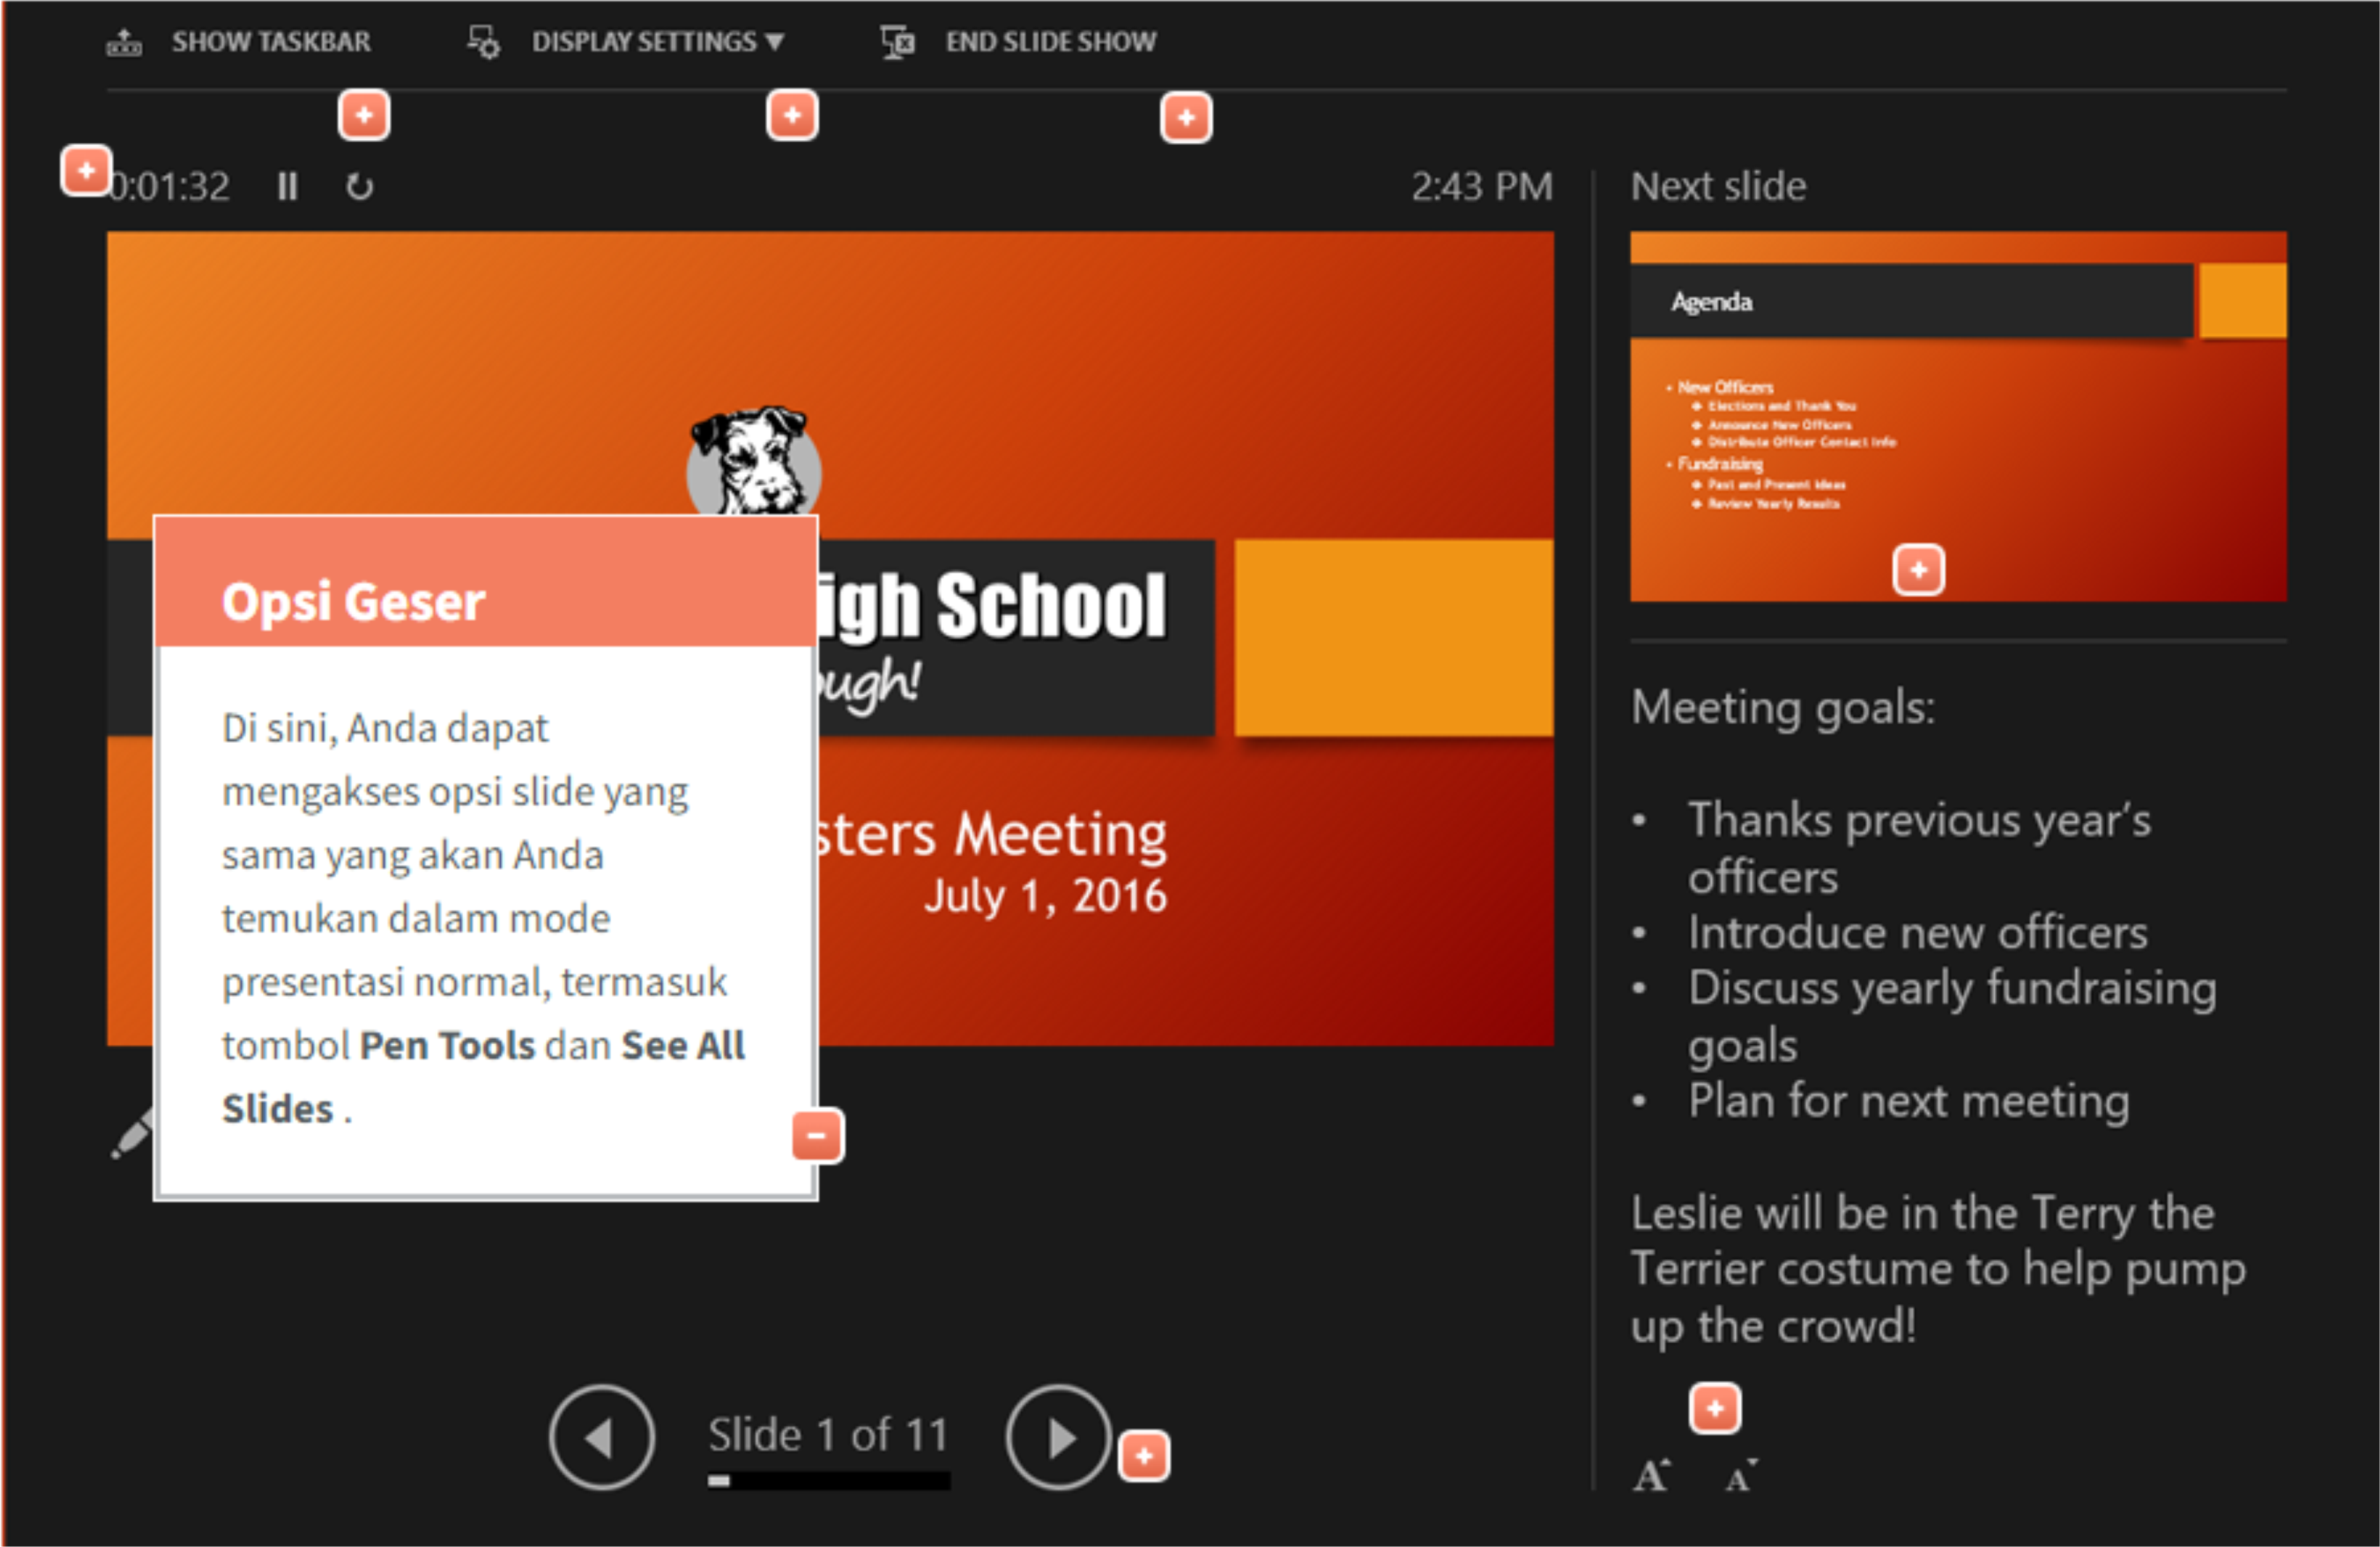 SHOW TASKBAR
DISPLAY SETTINGS
END SLIDE SHOW
0:01:32
2:43 PM
Next slide
Agenda
New Officers
Elections and Thank You
Announce New Officers
Distribute Officer Contact Info
Fundraising
Past and Present Ideas
Review Yearly Results
School
Meeting
July 1, 2016
Opsi Geser
Di sini, Anda dapat
mengakses opsi slide yang
sama yang akan Anda
temukan dalam mode
presentasi normal, termasuk
tombol Pen Tools dan See All
Slides .
Meeting goals:
• Thanks previous year's
officers
• Introduce new officers
• Discuss yearly fundraising
goals
• Plan for next meeting
Leslie will be in the Terry the
Terrier costume to help pump
up the crowd!
Slide 1 of 11
A A